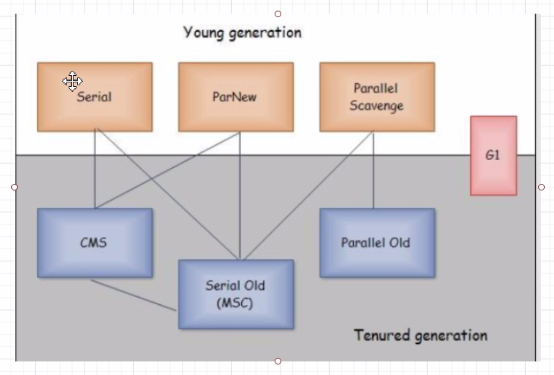 Young generation
Serial
ParNew
Parallel
Scavenge
G1
CMS
Serial Old
(MSC)
Parallel Old
Tenured generation